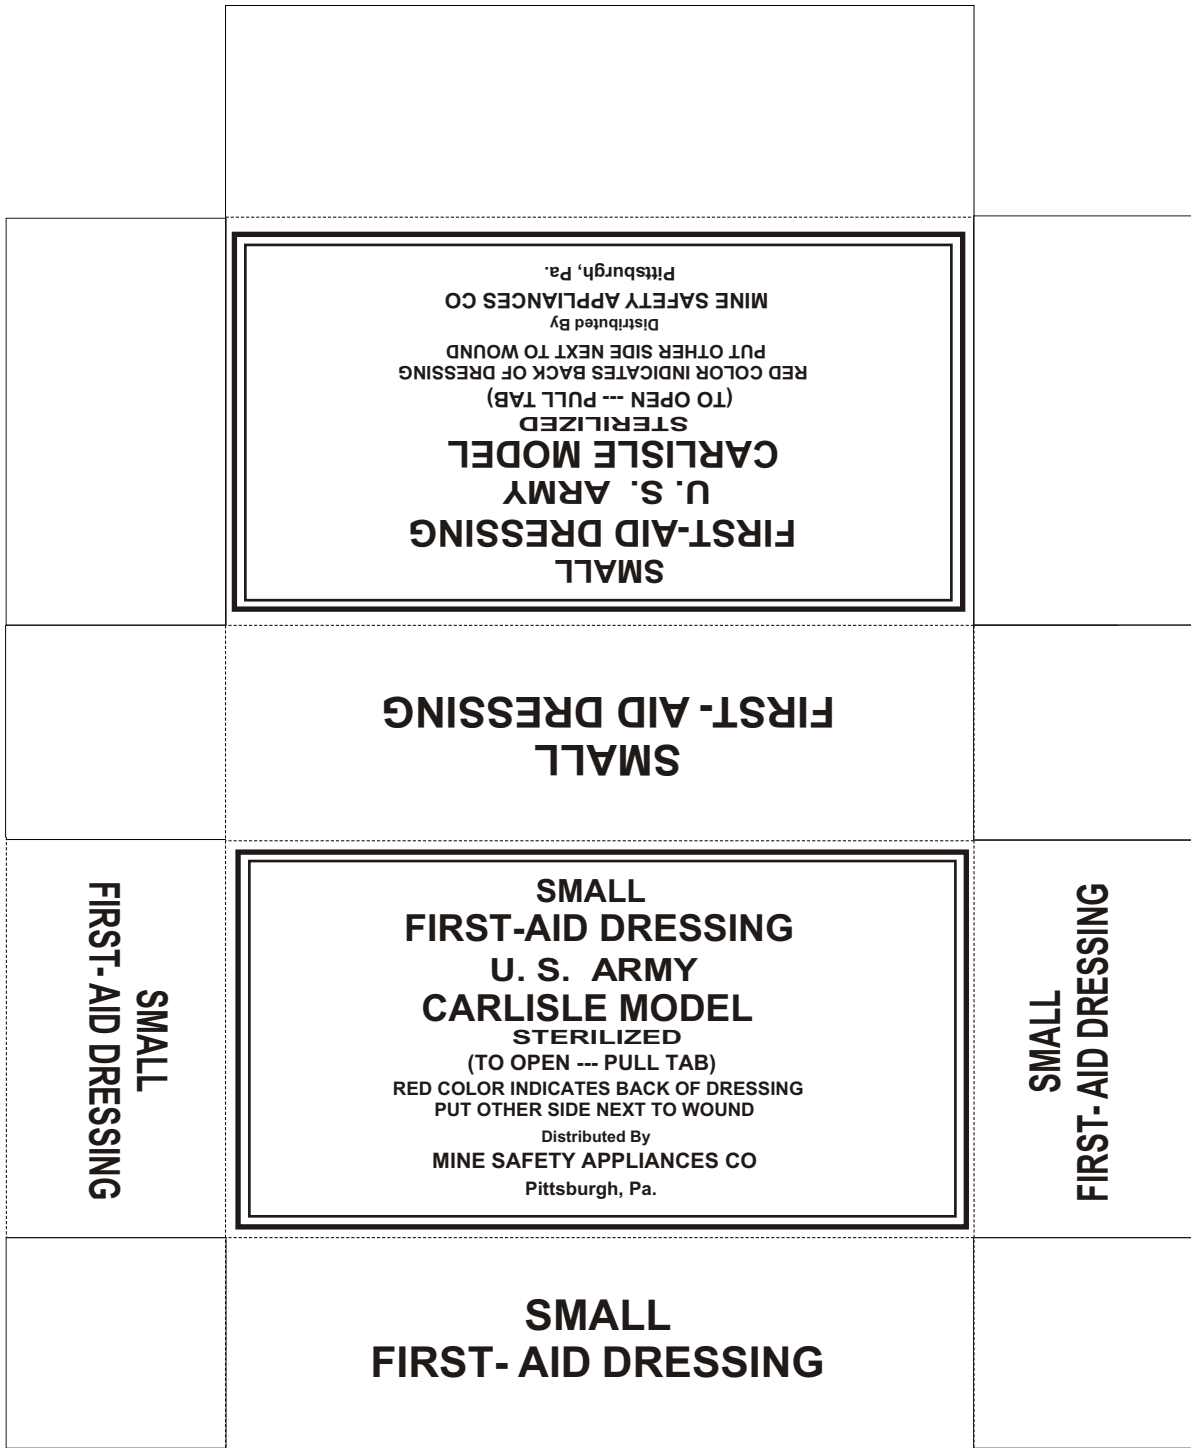 Pittsburgh, Pa.
MINE SAFETY APPLIANCES CO
Distributed By
PUT OTHER SIDE NEXT TO WOUND
RED COLOR INDICATES BACK OF DRESSING
(TO OPEN --- PULL TAB)
STERILIZED
CARLISLE MODEL
U. S. ARMY
FIRST-AID DRESSING
SMALL
FIRST- AID DRESSING
SMALL
SMALL
FIRST- AID DRESSING
SMALL
FIRST-AID DRESSING
U. S. ARMY
CARLISLE MODEL
STERILIZED
(TO OPEN --- PULL TAB)
RED COLOR INDICATES BACK OF DRESSING
PUT OTHER SIDE NEXT TO WOUND
Distributed By
MINE SAFETY APPLIANCES CO
Pittsburgh, Pa.
SMALL
FIRST- AID DRESSING
SMALL
FIRST- AID DRESSING